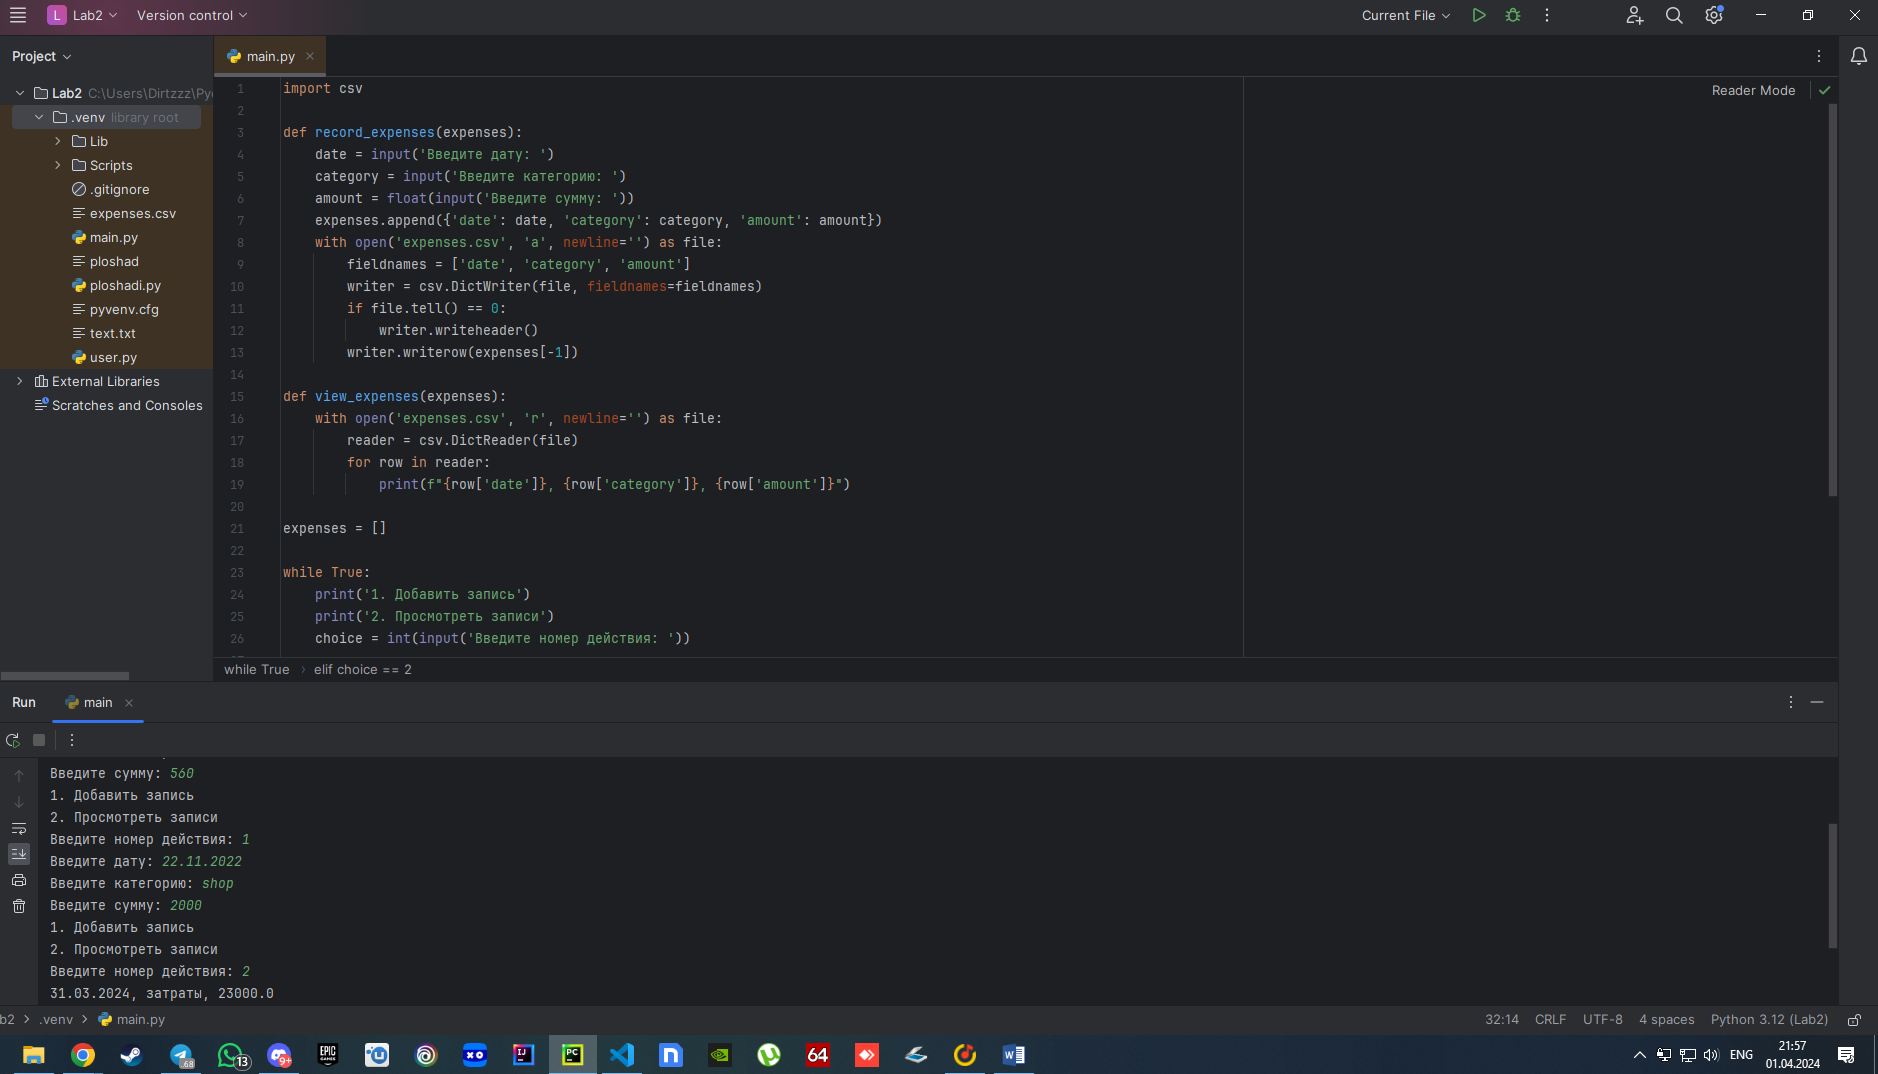 L Lab2 Version control Current File
Project
main.py
Lab2 C:\Users\Dirtzzz\Py
.venv library root
Lib
Scripts
.gitignore
expenses.csv
main.py
ploshad
ploshadi.py
pyvenv.cfg
text.txt
user.py
External Libraries
Scratches and Consoles
Reader Mode
1 import csv
2
3 def record_expenses(expenses):
4 date = input('Введите дату: ')
5 category = input('Введите категорию: ')
6 amount = float(input('Введите сумму: '))
7 expenses.append({'date': date, 'category': category, 'amount': amount})
8 with open('expenses.csv', 'a', newline='') as file:
9 fieldnames = ['date', 'category', 'amount']
10 writer = csv.DictWriter(file, fieldnames=fieldnames)
11 if file.tell() == 0:
12 writer.writeheader()
13 writer.writerow(expenses[-1])
14
15 def view_expenses(expenses):
16 with open('expenses.csv', 'r', newline='') as file:
17 reader = csv.DictReader(file)
18 for row in reader:
19 print(f"{row['date']}, {row['category']}, {row['amount']}")
20
21 expenses = []
22
23 while True:
24 print('1. Добавить запись')
25 print('2. Просмотреть записи')
26 choice = int(input('Введите номер действия: '))
while True elif choice == 2
Run main
Введите сумму: 560
1. Добавить запись
2. Просмотреть записи
Введите номер действия: 1
Введите дату: 22.11.2022
Введите категорию: shop
Введите сумму: 2000
1. Добавить запись
2. Просмотреть записи
Введите номер действия: 2
31.03.2024, затраты, 23000.0
b2 .venv main.py 32:14 CRLF UTF-8 4 spaces Python 3.12 (Lab2)
.68 13 9+ EPIC GAMES U XO IJ PC 64 W ENG 21:57
01.04.2024